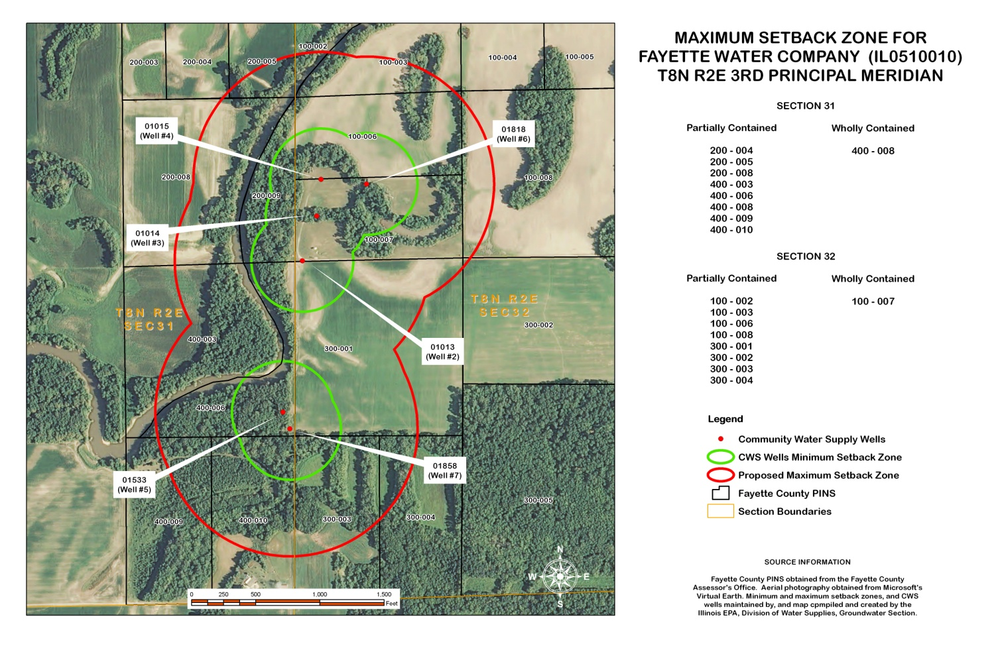 MAXIMUM SETBACK ZONE FOR
FAYETTE WATER COMPANY (IL0510010)
T8N R2E 3RD PRINCIPAL MERIDIAN
SECTION 31
Partially Contained
Wholly Contained
200 - 004
400 - 008
200 - 005
200 - 008
400 - 003
400 - 006
400 - 008
400 - 009
400 - 010
SECTION 32
Partially Contained
Wholly Contained
100 - 002
100 - 007
100 - 003
100 - 006
100 - 008
300 - 001
300 - 002
300 - 003
300 - 004
Legend
Community Water Supply Wells
CWS Wells Minimum Setback Zone
Proposed Maximum Setback Zone
Fayette County PINS
Section Boundaries
SOURCE INFORMATION
Fayette County PINS obtained from the Fayette County
Assessor's Office. Aerial photography obtained from Microsoft's
Virtual Earth. Minimum and maximum setback zones, and CWS
wells maintained by, and map cpmpiled and created by the
Illinois EPA, Division of Water Supplies, Groundwater Section.
100-002
200-003
200-004
200-005
100-003
100-004
100-005
01015
(Well #4)
01818
(Well #6)
100-006
200-008
100-008
200-009
01014
(Well #3)
100-007
T8N R2E
SEC31
T8N R2E
SEC32
300-002
400-003
300-001
01013
(Well #2)
400-006
01533
(Well #5)
01858
(Well #7)
400-009
400-010
300-003
300-004
300-005
N
W
E
S
0
250
500
1,000
1,500
Feet